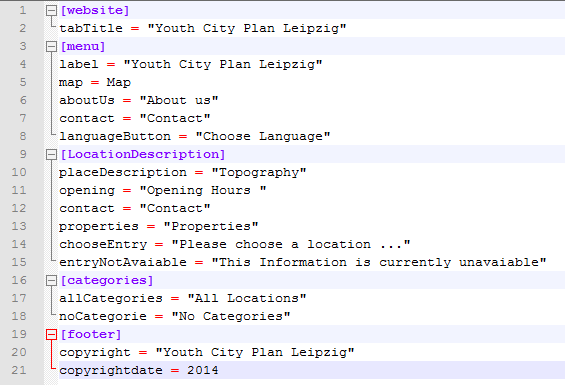 1 [website]
2 tabTitle = "Youth City Plan Leipzig"
3 [menu]
4 label = "Youth City Plan Leipzig"
5 map = Map
6 aboutUs = "About us"
7 contact = "Contact"
8 languageButton = "Choose Language"
9 [LocationDescription]
10 placeDescription = "Topography"
11 opening = "Opening Hours "
12 contact = "Contact"
13 properties = "Properties"
14 chooseEntry = "Please choose a location ..."
15 entryNotAvaiable = "This Information is currently unavaiable"
16 [categories]
17 allCategories = "All Locations"
18 noCategorie = "No Categories"
19 [footer]
20 copyright = "Youth City Plan Leipzig"
21 copyrightdate = 2014